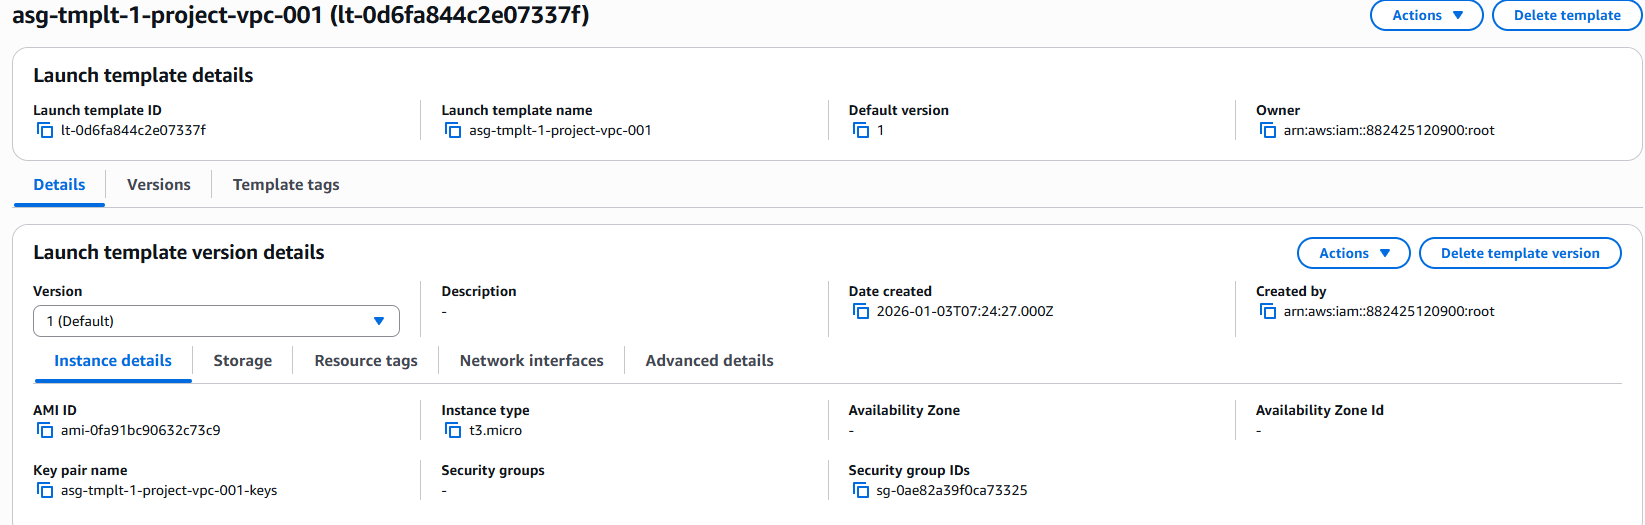 asg-tmplt-1-project-vpc-001 (lt-0d6fa844c2e07337f) Actions Delete template
Launch template details
Launch template ID Launch template name Default version Owner
lt-0d6fa844c2e07337f asg-tmplt-1-project-vpc-001 1 arn:aws:iam::882425120900:root
Details Versions Template tags
Launch template version details Actions Delete template version
Version Description Date created Created by
1 (Default) - 2026-01-03T07:24:27.000Z arn:aws:iam::882425120900:root
Instance details Storage Resource tags Network interfaces Advanced details
AMI ID Instance type Availability Zone Availability Zone Id
ami-0fa91bc90632c73c9 t3.micro - -
Key pair name Security groups Security group IDs
asg-tmplt-1-project-vpc-001-keys - sg-0ae82a39f0ca73325